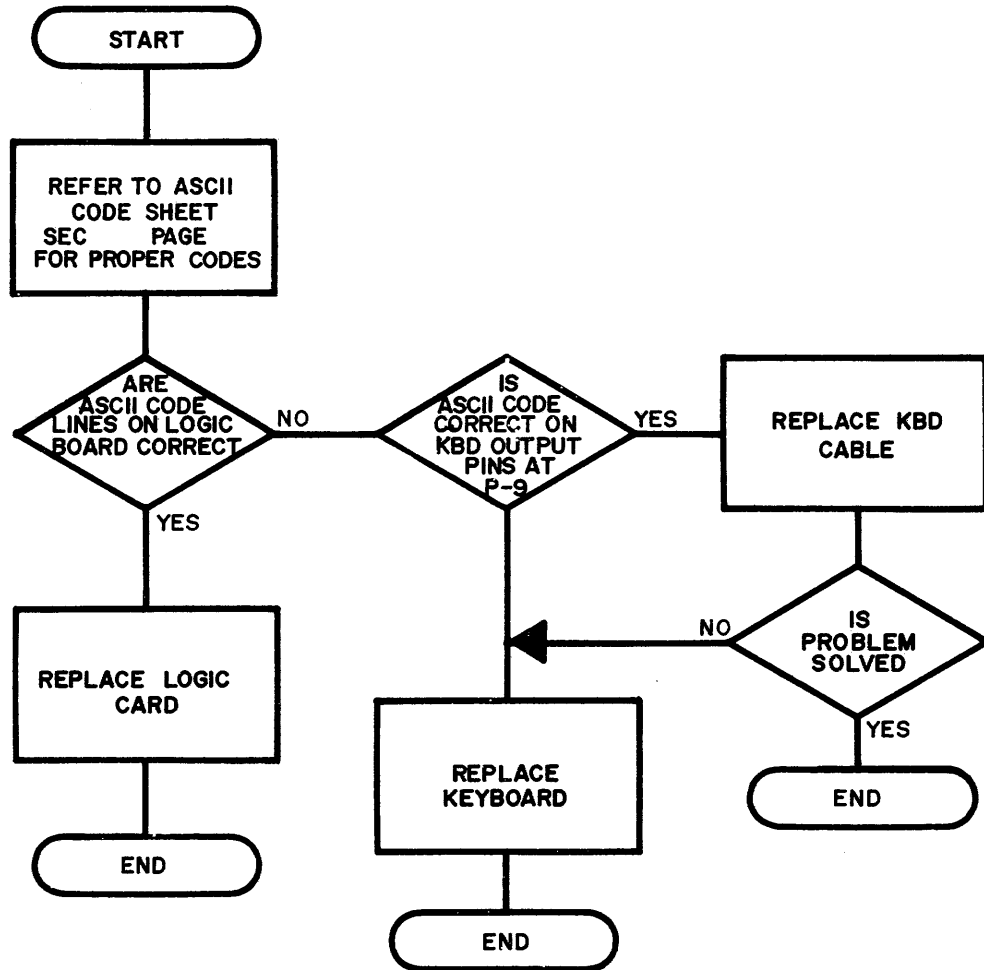 START
REFER TO ASCII
CODE SHEET
SEC PAGE
FOR PROPER CODES
ARE
ASCII CODE
LINES ON LOGIC
BOARD CORRECT
NO
YES
REPLACE LOGIC
CARD
END
IS
ASCII CODE
CORRECT ON
KBD OUTPUT
PINS AT
P-9
YES
REPLACE KBD
CABLE
IS
PROBLEM
SOLVED
NO
YES
END
REPLACE
KEYBOARD
END